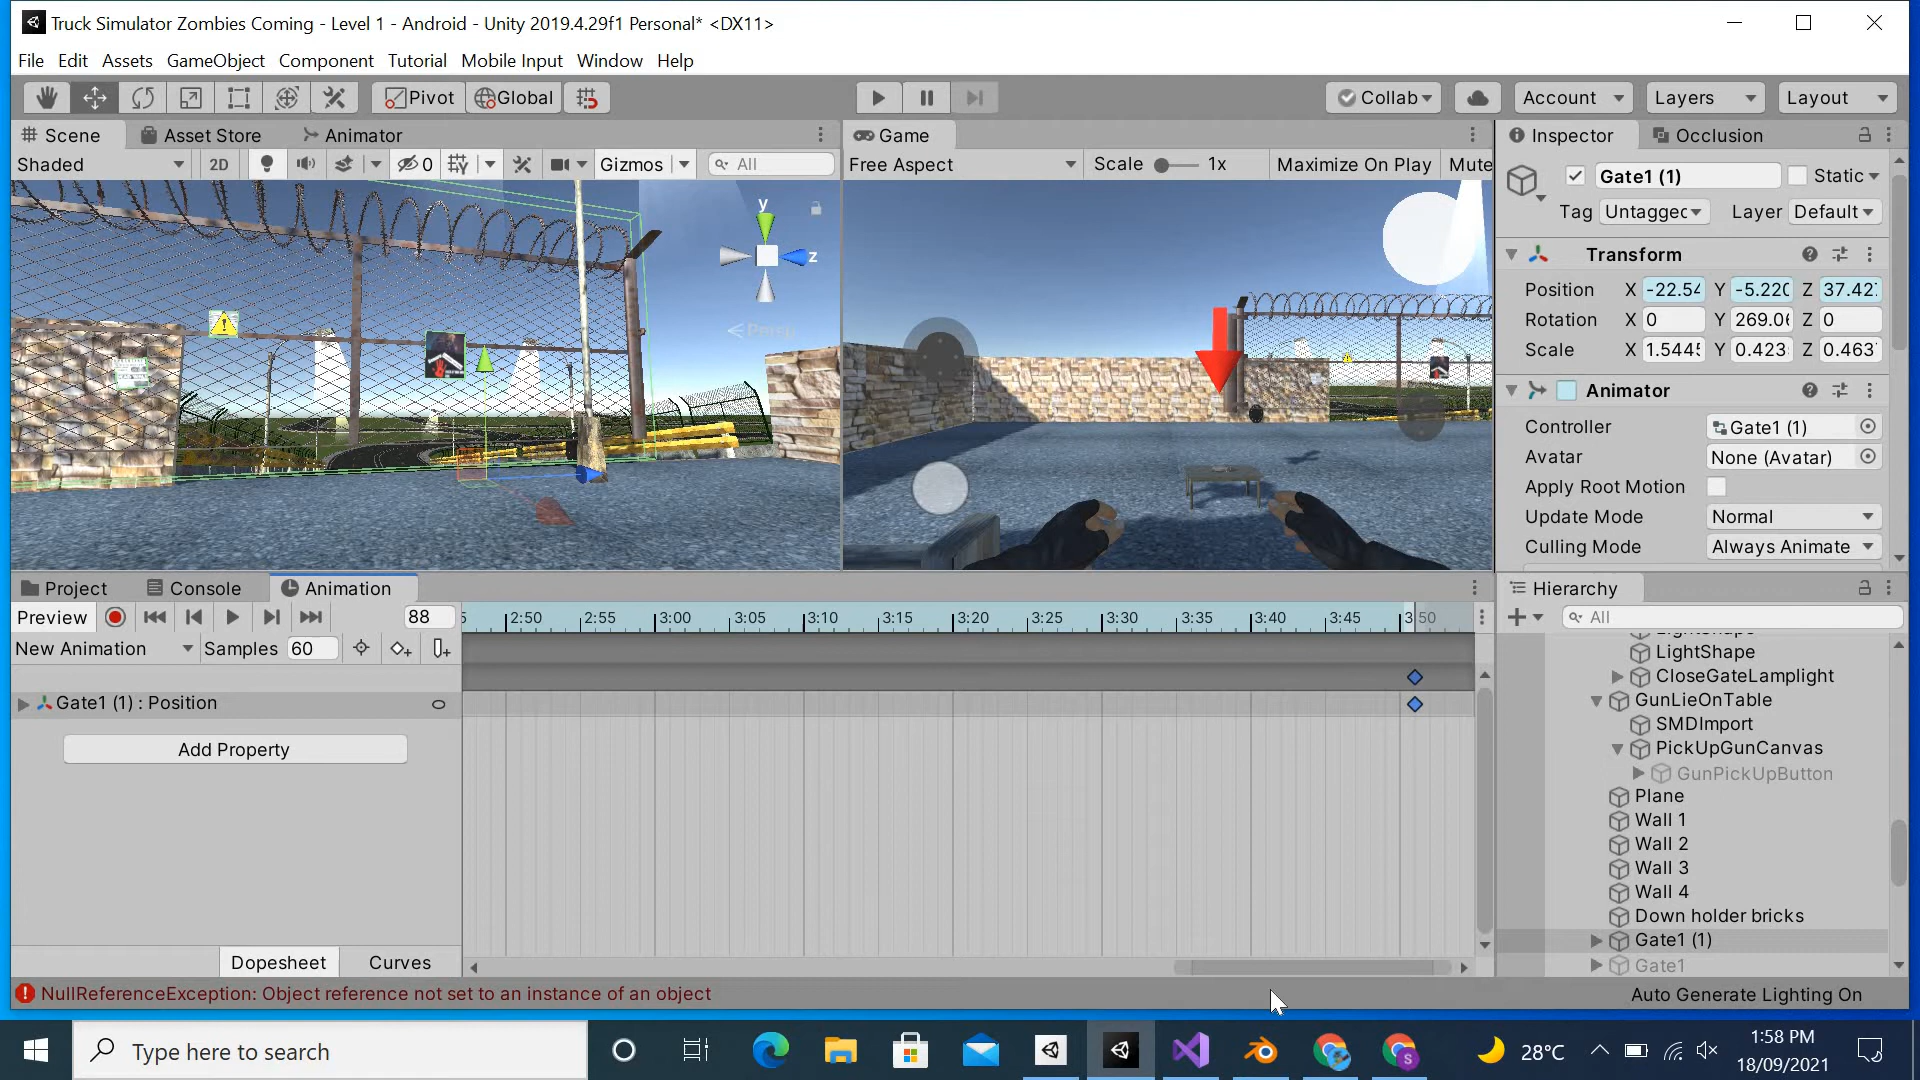 Truck Simulator Zombies Coming - Level 1 - Android - Unity 2019.4.29f1 Personal* <DX11>
File Edit Assets GameObject Component Tutorial Mobile Input Window Help
Pivot Global Collab Account Layers Layout
Scene Asset Store Animator
Shaded 2D 0 Gizmos All
y
z
Persp
Game
Free Aspect Scale 1x Maximize On Play Mute
Inspector Occlusion
Gate1 (1) Static
Tag Untagged Layer Default
Transform
Position X -22.54 Y -5.220 Z 37.427
Rotation X 0 Y 269.06 Z 0
Scale X 1.5445 Y 0.423 Z 0.4637
Animator
Controller Gate1 (1)
Avatar None (Avatar)
Apply Root Motion
Update Mode Normal
Culling Mode Always Animate
Project Console Animation
Preview 88
New Animation Samples 60
2:50 2:55 3:00 3:05 3:10 3:15 3:20 3:25 3:30 3:35 3:40 3:45 3:50
Gate1 (1) : Position
Add Property
Dopesheet Curves
Hierarchy
All
LightShape
LightShape
CloseGateLamplight
GunLieOnTable
SMDImport
PickUpGunCanvas
GunPickUpButton
Plane
Wall 1
Wall 2
Wall 3
Wall 4
Down holder bricks
Gate1 (1)
Gate1
NullReferenceException: Object reference not set to an instance of an object
Auto Generate Lighting On
Type here to search
28°C
1:58 PM
18/09/2021